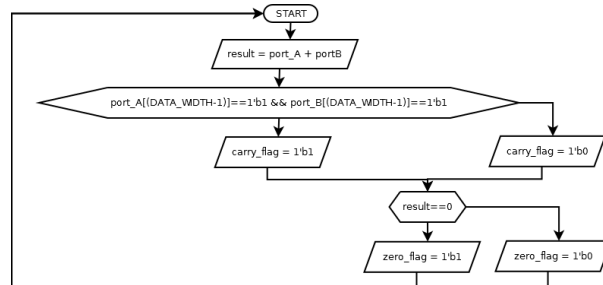 START
result = port_A + portB
port_A[(DATA_WIDTH-1)]==1'b1 && port_B[(DATA_WIDTH-1)]==1'b1
carry_flag = 1'b1
carry_flag = 1'b0
result==0
zero_flag = 1'b1
zero_flag = 1'b0